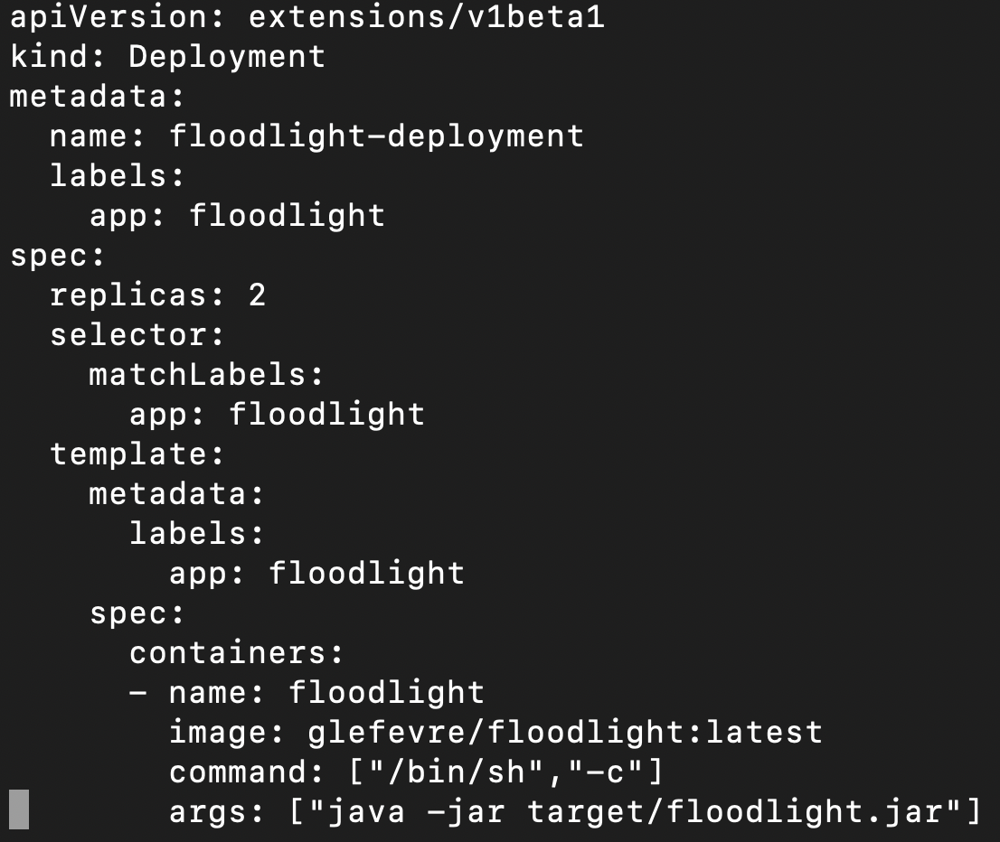 apiVersion: extensions/v1beta1
kind: Deployment
metadata:
  name: floodlight-deployment
  labels:
    app: floodlight
spec:
  replicas: 2
  selector:
    matchLabels:
      app: floodlight
  template:
    metadata:
      labels:
        app: floodlight
    spec:
      containers:
      - name: floodlight
        image: glefevre/floodlight:latest
        command: ["/bin/sh","-c"]
        args: ["java -jar target/floodlight.jar"]